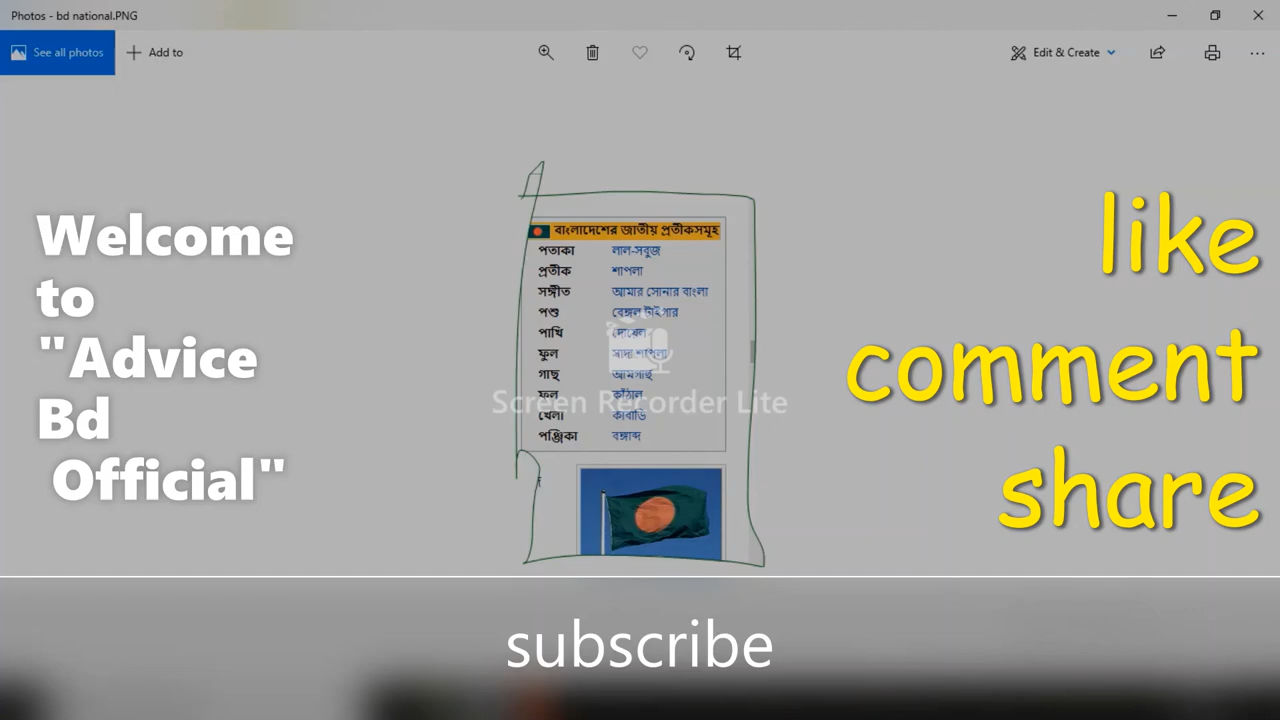 Photos - bd national.PNG
See all photos
Add to
Edit & Create
Welcome
to
"Advice
Bd
Official"
like
comment
share
বাংলাদেশের জাতীয় প্রতীকসমূহ
পতাকা লাল-সবুজ
প্রতীক শাপলা
সঙ্গীত আমার সোনার বাংলা
পশু বেঙ্গল টাইগার
পাখি দোয়েল
ফুল সাদা শাপলা
গাছ আমগাছ
ফল কাঁঠাল
খেলা কাবাডি
পঞ্জিকা বঙ্গাব্দ
Screen Recorder Lite
subscribe